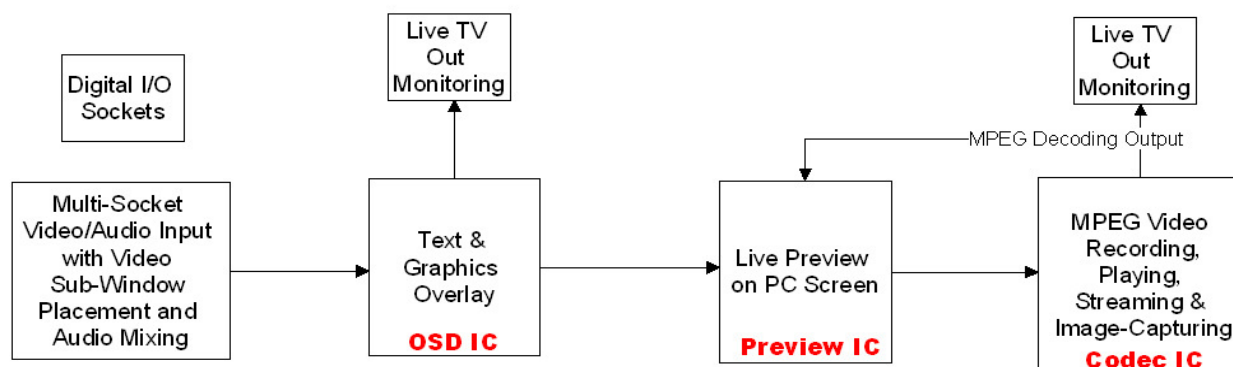 Digital I/O
Sockets
Live TV
Out
Monitoring
Live TV
Out
Monitoring
MPEG Decoding Output
Multi-Socket
Video/Audio Input
with Video
Sub-Window
Placement and
Audio Mixing
Text &
Graphics
Overlay
OSD IC
Live Preview
on PC Screen
Preview IC
MPEG Video
Recording,
Playing,
Streaming &
Image-Capturing
Codec IC